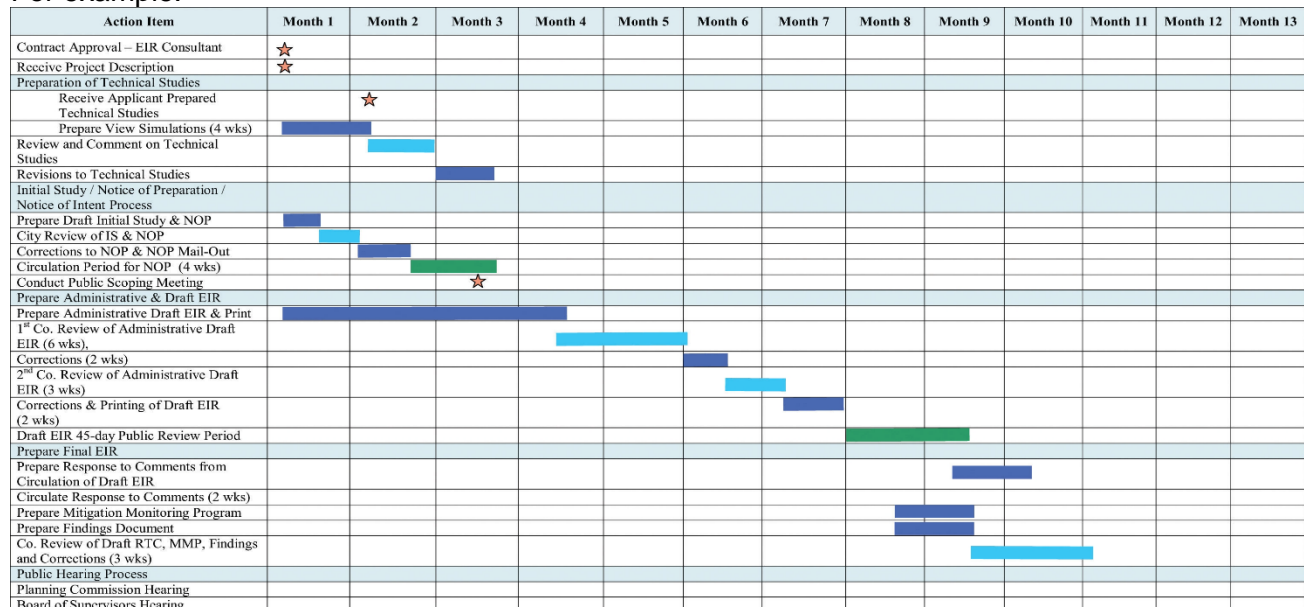 For example:
Action Item Month 1 Month 2 Month 3 Month 4 Month 5 Month 6 Month 7 Month 8 Month 9 Month 10 Month 11 Month 12 Month 13
Contract Approval – EIR Consultant
Receive Project Description
Preparation of Technical Studies
Receive Applicant Prepared
Technical Studies
Prepare View Simulations (4 wks)
Review and Comment on Technical
Studies
Revisions to Technical Studies
Initial Study / Notice of Preparation /
Notice of Intent Process
Prepare Draft Initial Study & NOP
City Review of IS & NOP
Corrections to NOP & NOP Mail-Out
Circulation Period for NOP (4 wks)
Conduct Public Scoping Meeting
Prepare Administrative & Draft EIR
Prepare Administrative Draft EIR & Print
1st Co. Review of Administrative Draft
EIR (6 wks),
Corrections (2 wks)
2nd Co. Review of Administrative Draft
EIR (3 wks)
Corrections & Printing of Draft EIR
(2 wks)
Draft EIR 45-day Public Review Period
Prepare Final EIR
Prepare Response to Comments from
Circulation of Draft EIR
Circulate Response to Comments (2 wks)
Prepare Mitigation Monitoring Program
Prepare Findings Document
Co. Review of Draft RTC, MMP, Findings
and Corrections (3 wks)
Public Hearing Process
Planning Commission Hearing
Board of Supervisors Hearing